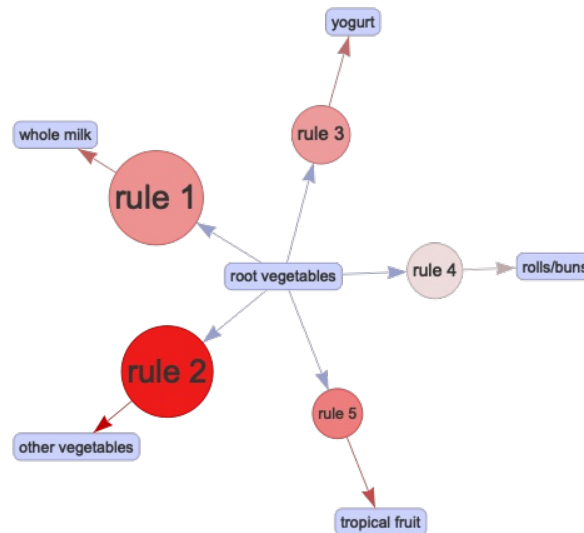 yogurt
rule 3
whole milk
rule 1
root vegetables
rule 4
rolls/buns
rule 2
rule 5
other vegetables
tropical fruit